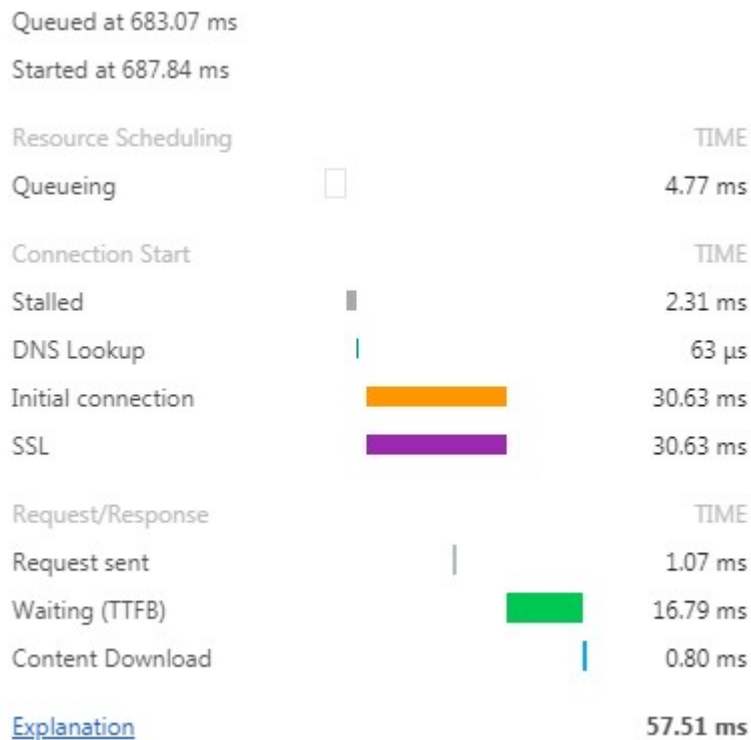 Queued at 683.07 ms
Started at 687.84 ms
Resource Scheduling TIME
Queueing 4.77 ms
Connection Start TIME
Stalled 2.31 ms
DNS Lookup 63 μs
Initial connection 30.63 ms
SSL 30.63 ms
Request/Response TIME
Request sent 1.07 ms
Waiting (TTFB) 16.79 ms
Content Download 0.80 ms
Explanation 57.51 ms